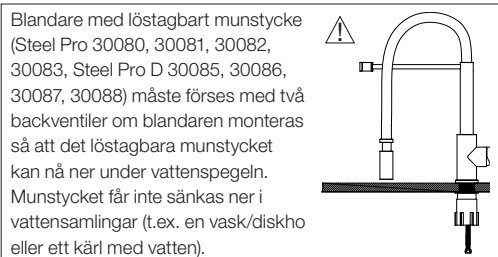 Blandare med löstagbart munstycke
(Steel Pro 30080, 30081, 30082,
30083, Steel Pro D 30085, 30086,
30087, 30088) måste förses med två
backventiler om blandaren monteras
så att det löstagbara munstycket
kan nå ner under vattenspegeln.
Munstycket får inte sänkas ner i
vattensamlingar (t.ex. en vask/diskho
eller ett kärl med vatten).